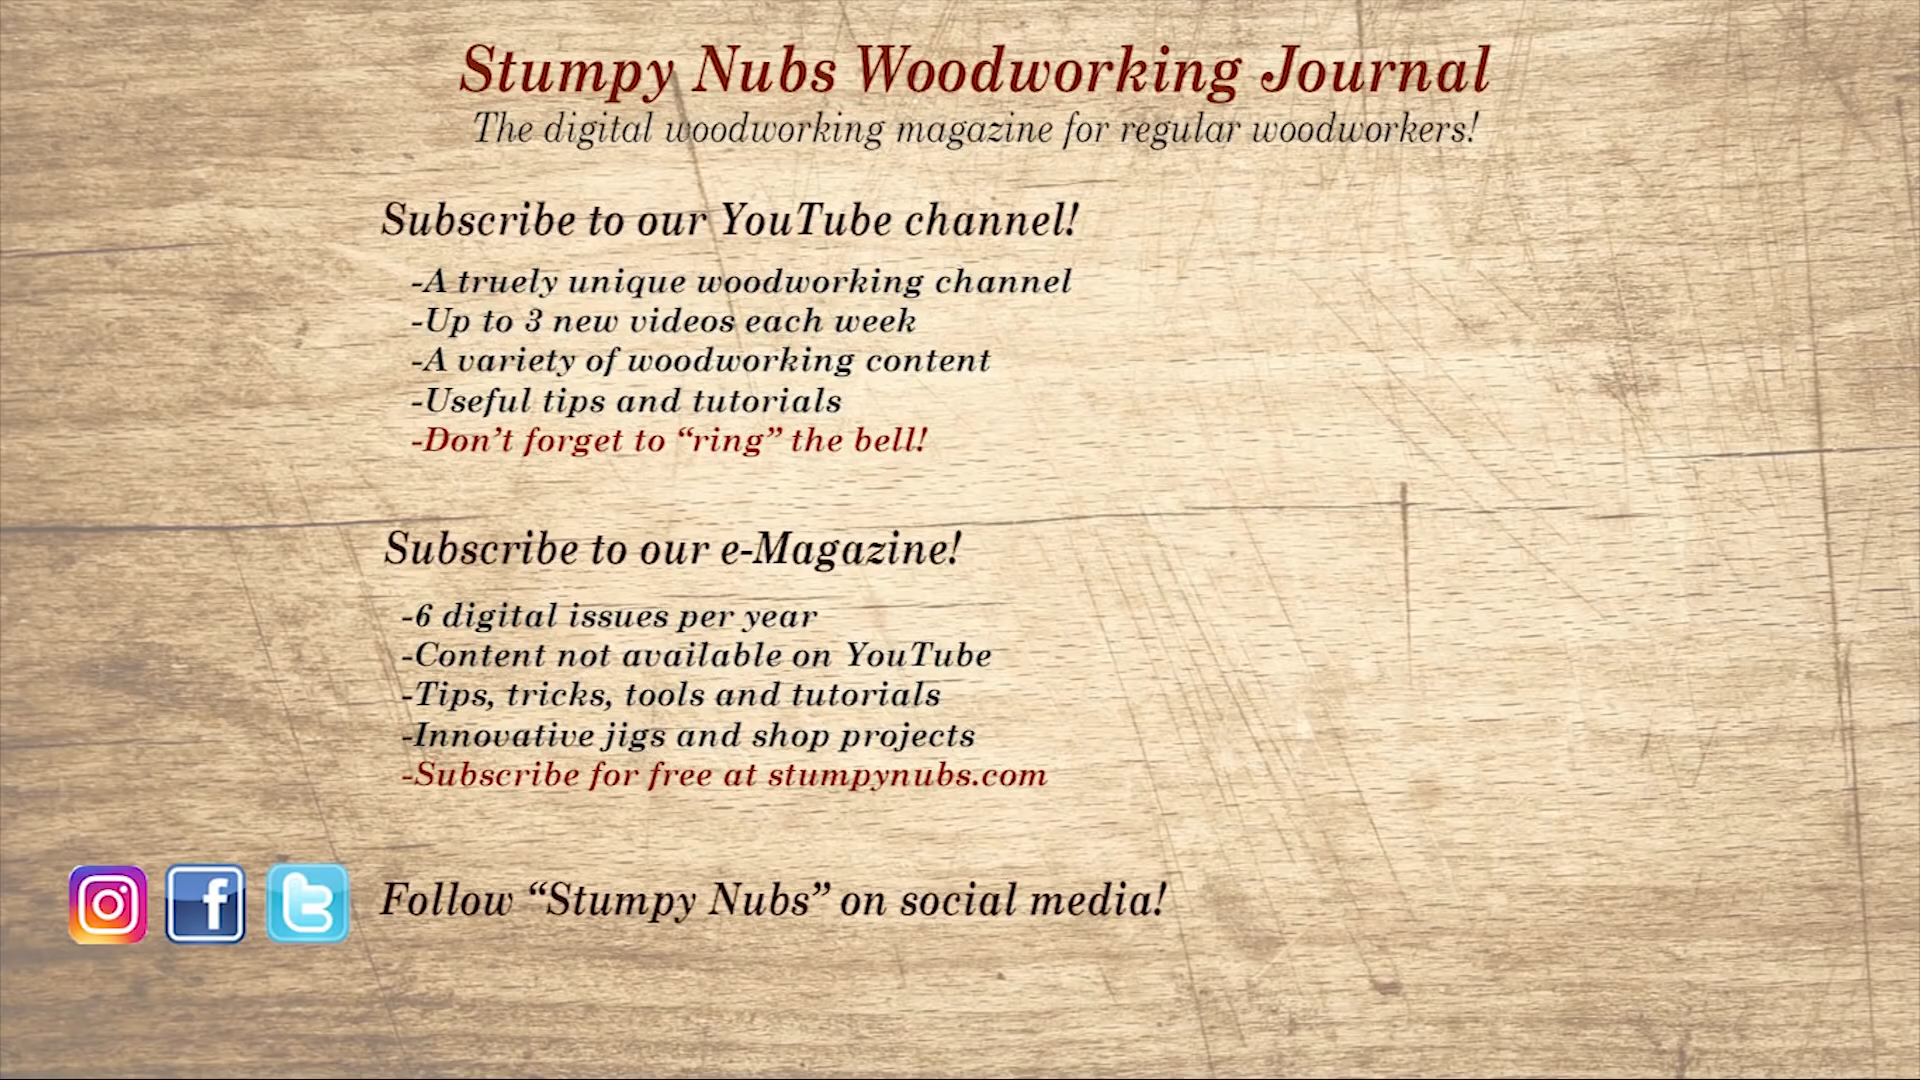 Stumpy Nubs Woodworking Journal
The digital woodworking magazine for regular woodworkers!
Subscribe to our YouTube channel!
-A truely unique woodworking channel
-Up to 3 new videos each week
-A variety of woodworking content
-Useful tips and tutorials
-Don’t forget to “ring” the bell!
Subscribe to our e-Magazine!
-6 digital issues per year
-Content not available on YouTube
-Tips, tricks, tools and tutorials
-Innovative jigs and shop projects
-Subscribe for free at stumpynubs.com
Follow “Stumpy Nubs” on social media!